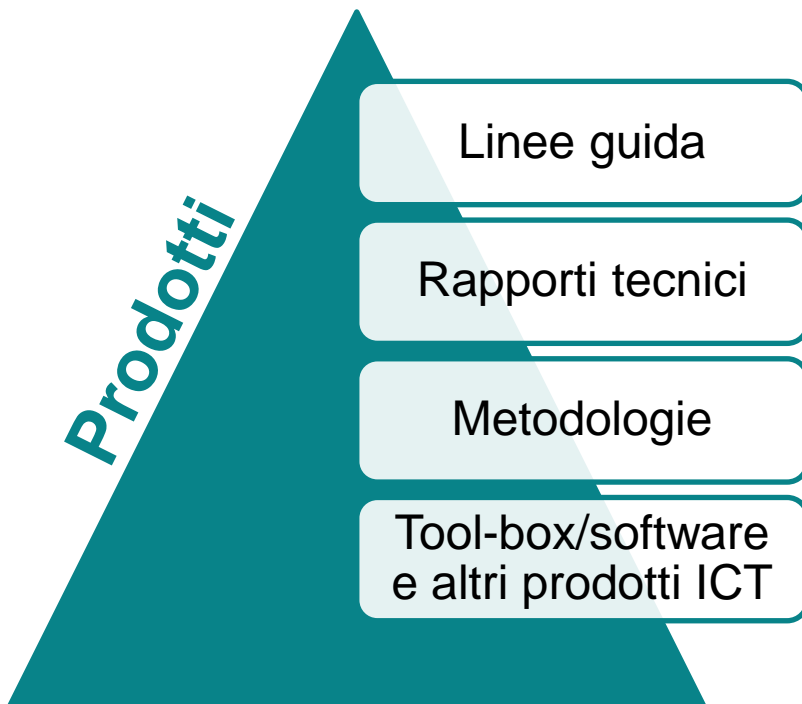 Prodotti
Linee guida
Rapporti tecnici
Metodologie
Tool-box/software
e altri prodotti ICT